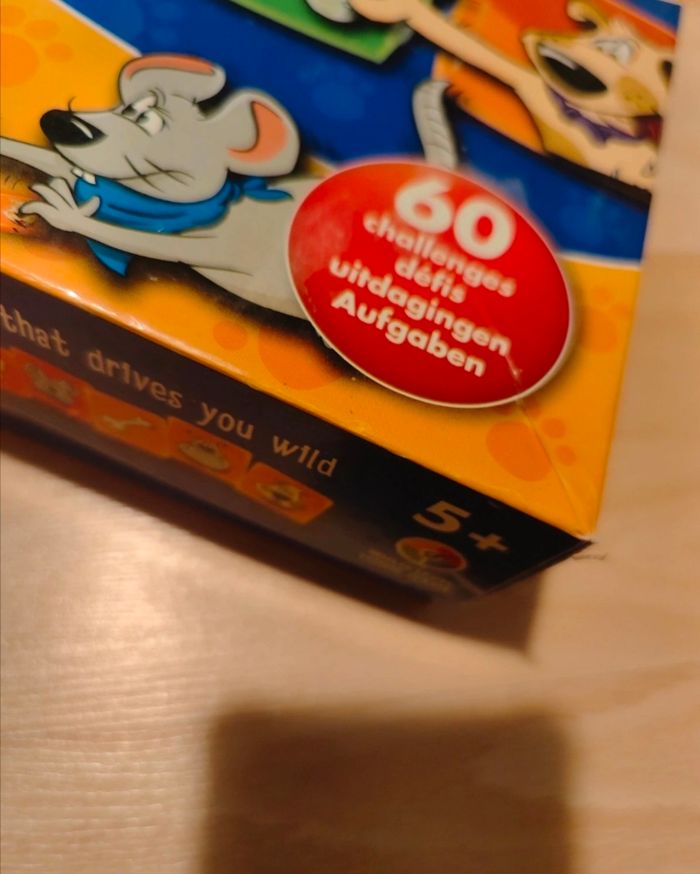 60
challenges
défis
uitdagingen
Aufgaben
that drives you wild
5+